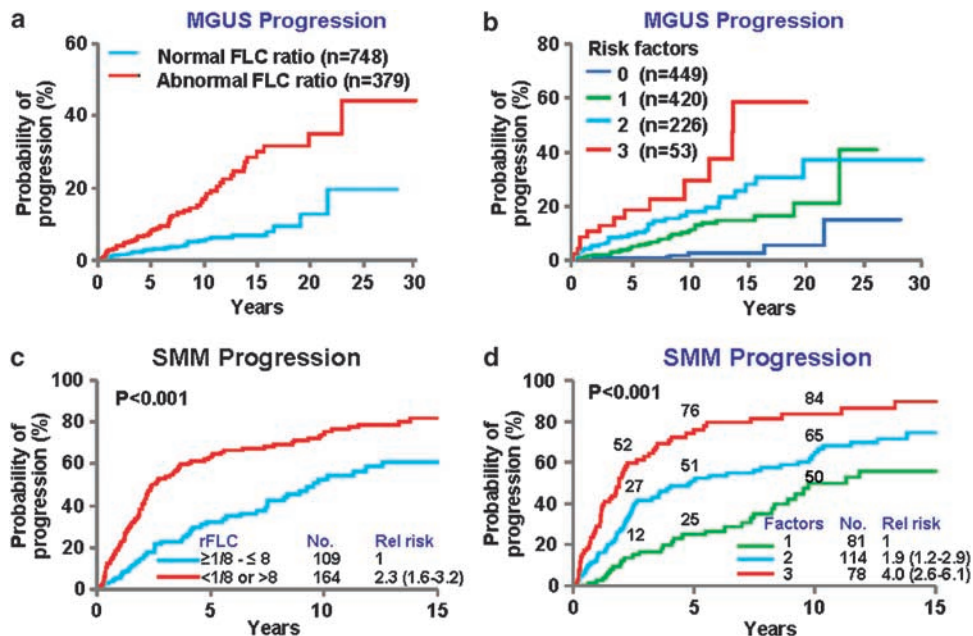 a
MGUS Progression
60
40
20
0
Normal FLC ratio (n=748)
Abnormal FLC ratio (n=379)
Probability of
progression (%)
0 5 10 15 20 25 30
Years
b
MGUS Progression
80
60
40
20
0
Risk factors
0 (n=449)
1 (n=420)
2 (n=226)
3 (n=53)
Probability of
progression (%)
0 5 10 15 20 25 30
Years
c
SMM Progression
100
80
60
40
20
0
P<0.001
Probability of
progression (%)
rFLC No. Rel risk
≥1/8 - ≤ 8 109 1
<1/8 or >8 164 2.3 (1.6-3.2)
0 5 10 15
Years
d
SMM Progression
100
80
60
40
20
0
P<0.001
Probability of
progression (%)
52 76 84
27 51 65
12 25 50
Factors No. Rel risk
1 81 1
2 114 1.9 (1.2-2.9)
3 78 4.0 (2.6-6.1)
0 5 10 15
Years